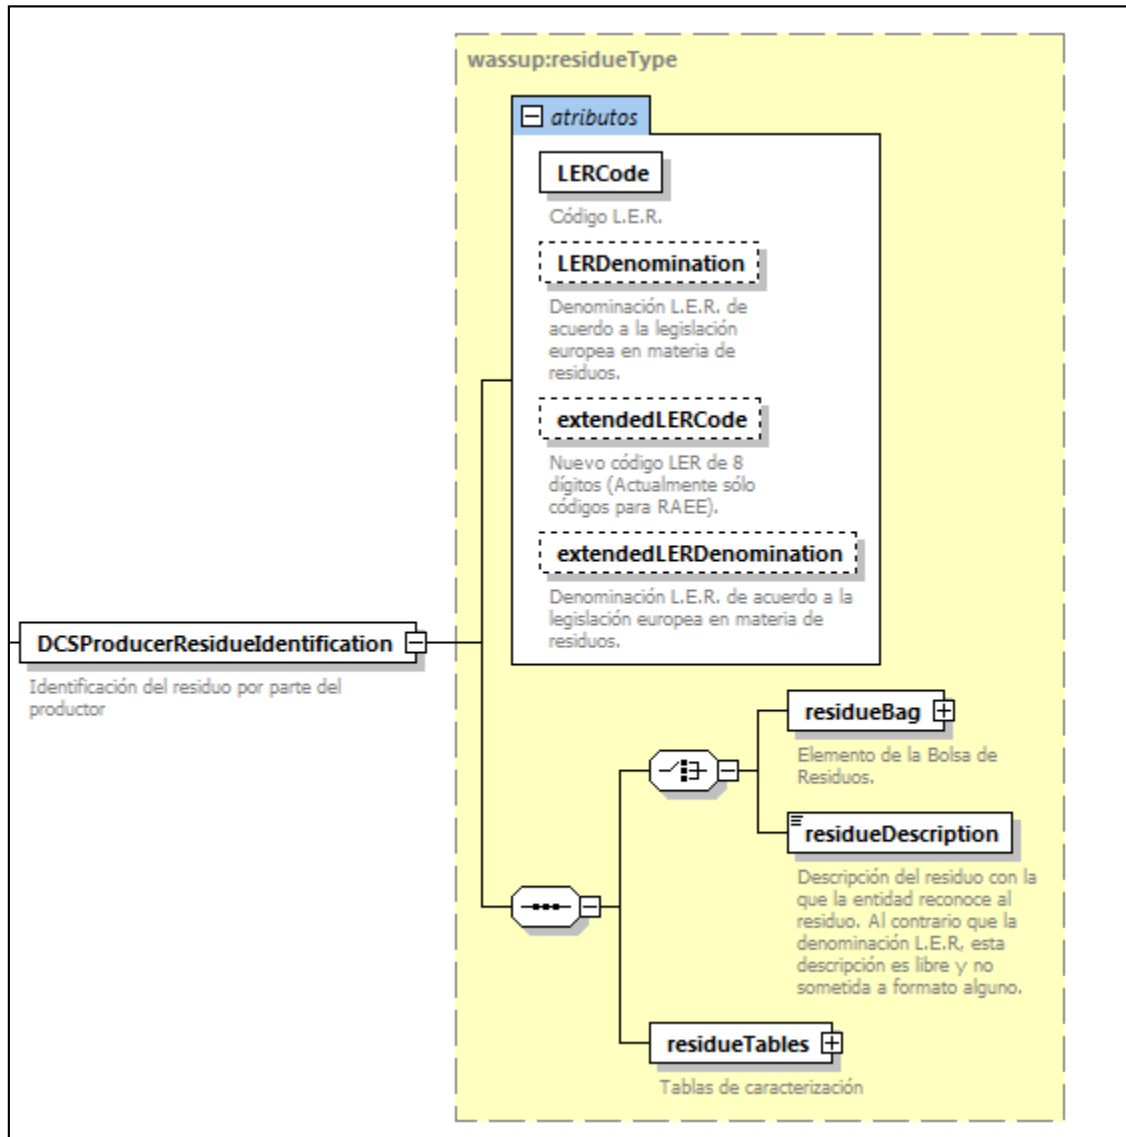 wassup:residueType
atributos
LERCode
Código L.E.R.
LERDenomination
Denominación L.E.R. de
acuerdo a la legislación
europea en materia de
residuos.
extendedLERCode
Nuevo código LER de 8
dígitos (Actualmente sólo
códigos para RAEE).
extendedLERDenomination
Denominación L.E.R. de acuerdo a la
legislación europea en materia de
residuos.
DCSProducerResidueIdentification
Identificación del residuo por parte del
productor
residueBag
Elemento de la Bolsa de
Residuos.
residueDescription
Descripción del residuo con la
que la entidad reconoce al
residuo. Al contrario que la
denominación L.E.R, esta
descripción es libre y no
sometida a formato alguno.
residueTables
Tablas de caracterización